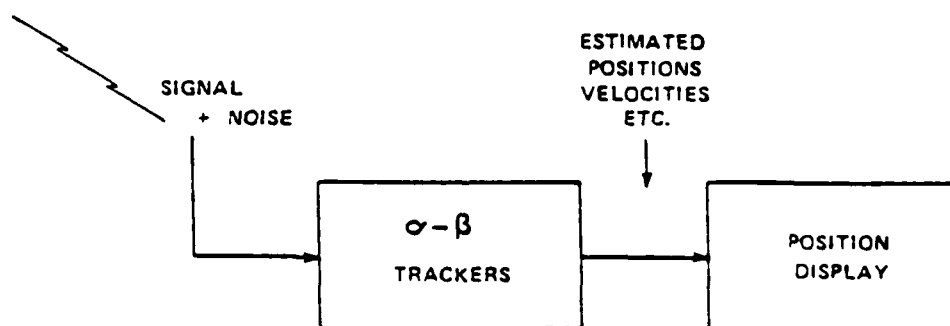 SIGNAL
+ NOISE
ESTIMATED
POSITIONS
VELOCITIES
ETC.
α-β
TRACKERS
POSITION
DISPLAY